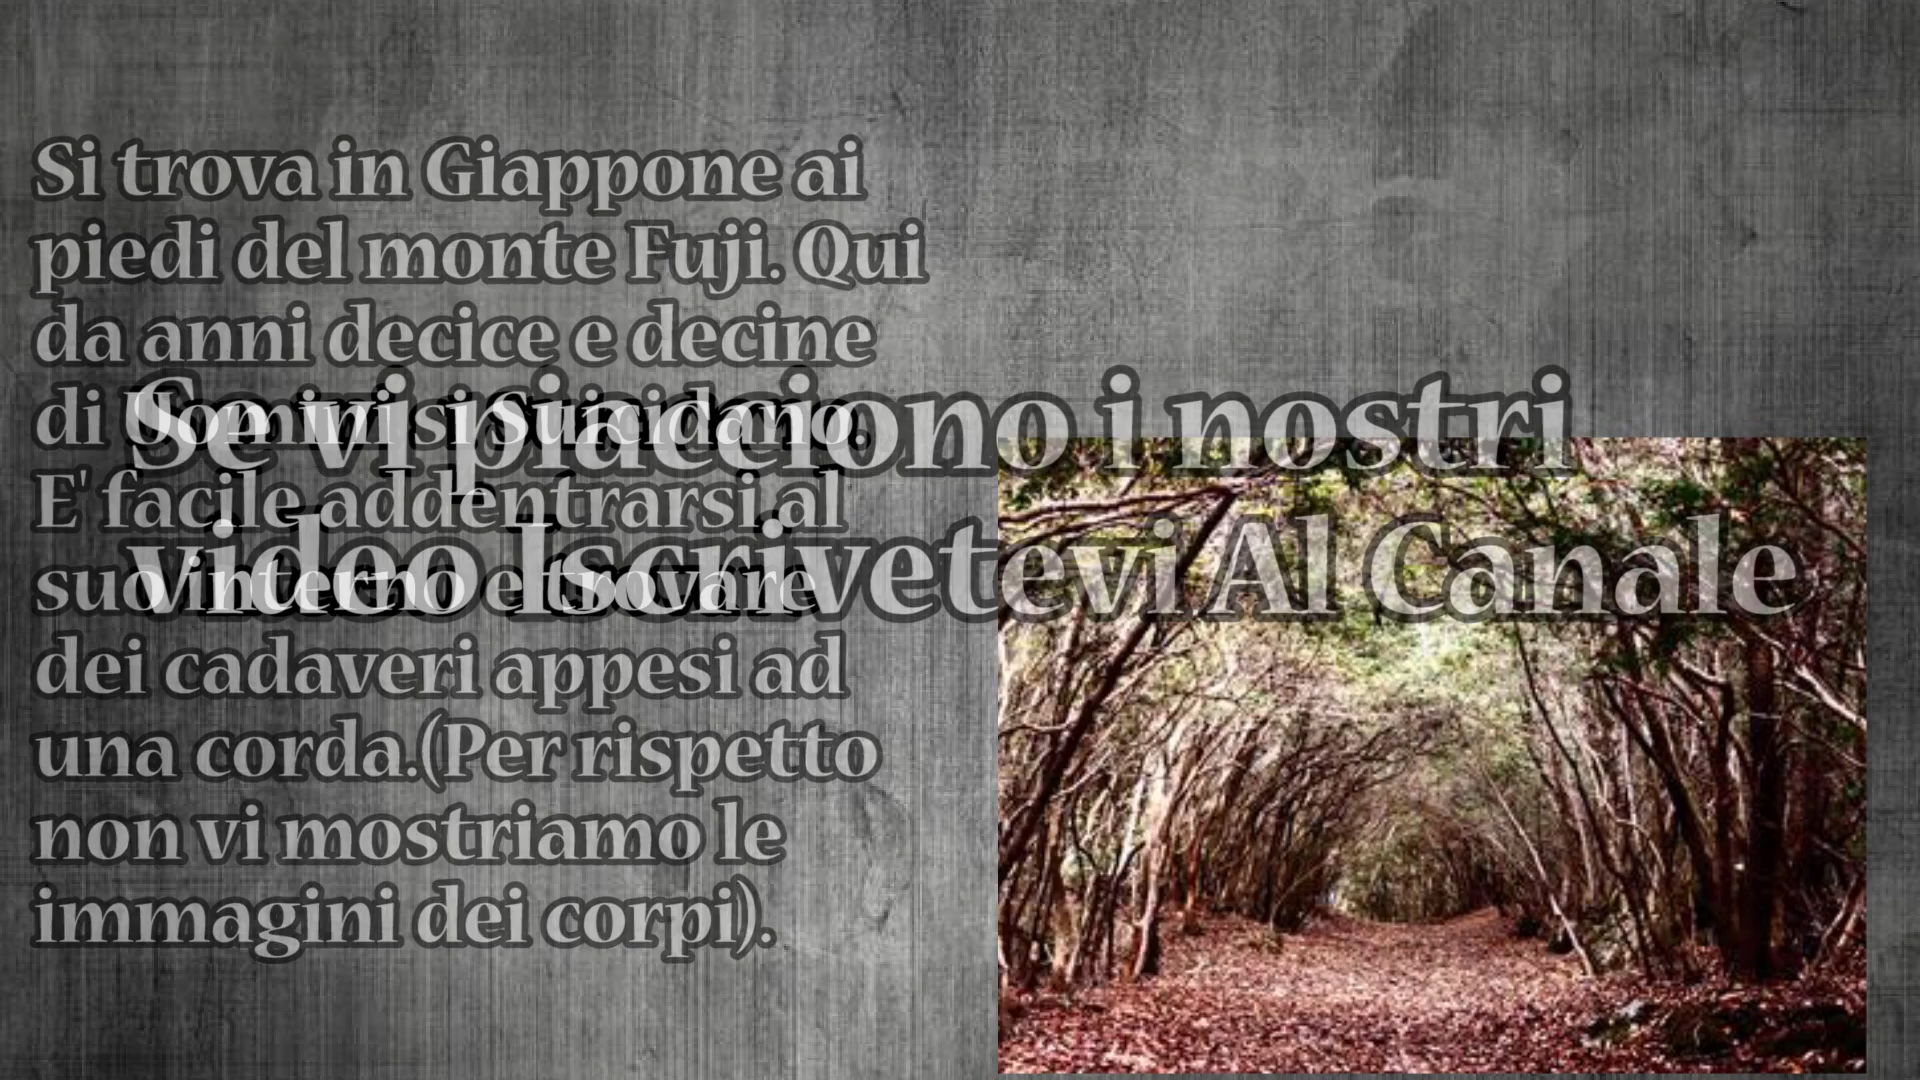 Si trova in Giappone ai
piedi del monte Fuji. Qui
da anni decice e decine
di Uomini si Suicidano.
E' facile addentrarsi al
suo interno e trovare
dei cadaveri appesi ad
una corda.(Per rispetto
non vi mostriamo le
immagini dei corpi).
Se vi piacciono i nostri
video Iscrivetevi Al Canale